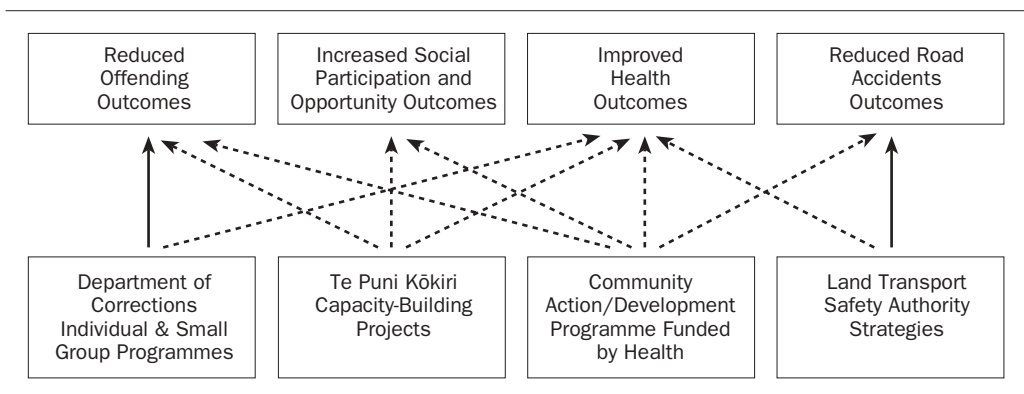 Reduced
Offending
Outcomes
Increased Social
Participation and
Opportunity Outcomes
Improved
Health
Outcomes
Reduced Road
Accidents
Outcomes
Department of
Corrections
Individual & Small
Group Programmes
Te Puni Kōkiri
Capacity-Building
Projects
Community
Action/Development
Programme Funded
by Health
Land Transport
Safety Authority
Strategies